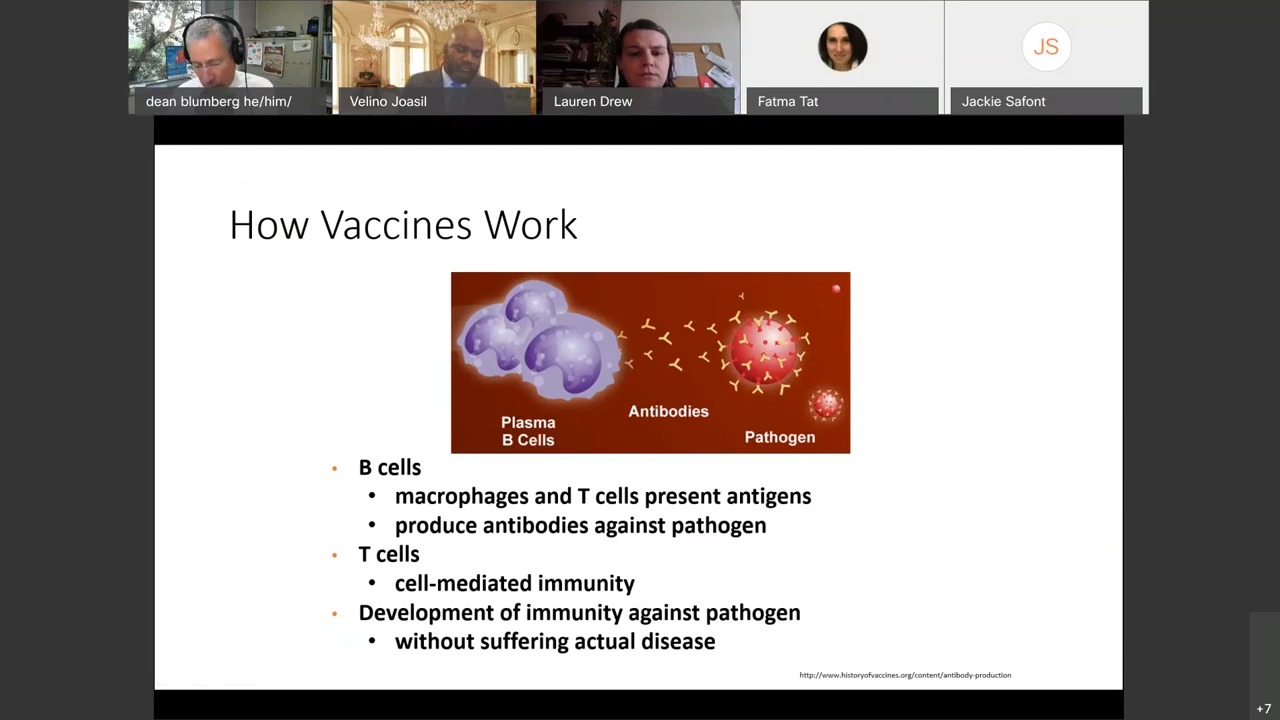 dean blumberg he/him/
Velino Joasil
Lauren Drew
Fatma Tat
JS
Jackie Safont
How Vaccines Work
Plasma
B Cells
Antibodies
Pathogen
• B cells
• macrophages and T cells present antigens
• produce antibodies against pathogen
• T cells
• cell-mediated immunity
• Development of immunity against pathogen
• without suffering actual disease
http://www.historyofvaccines.org/content/antibody-production
+7